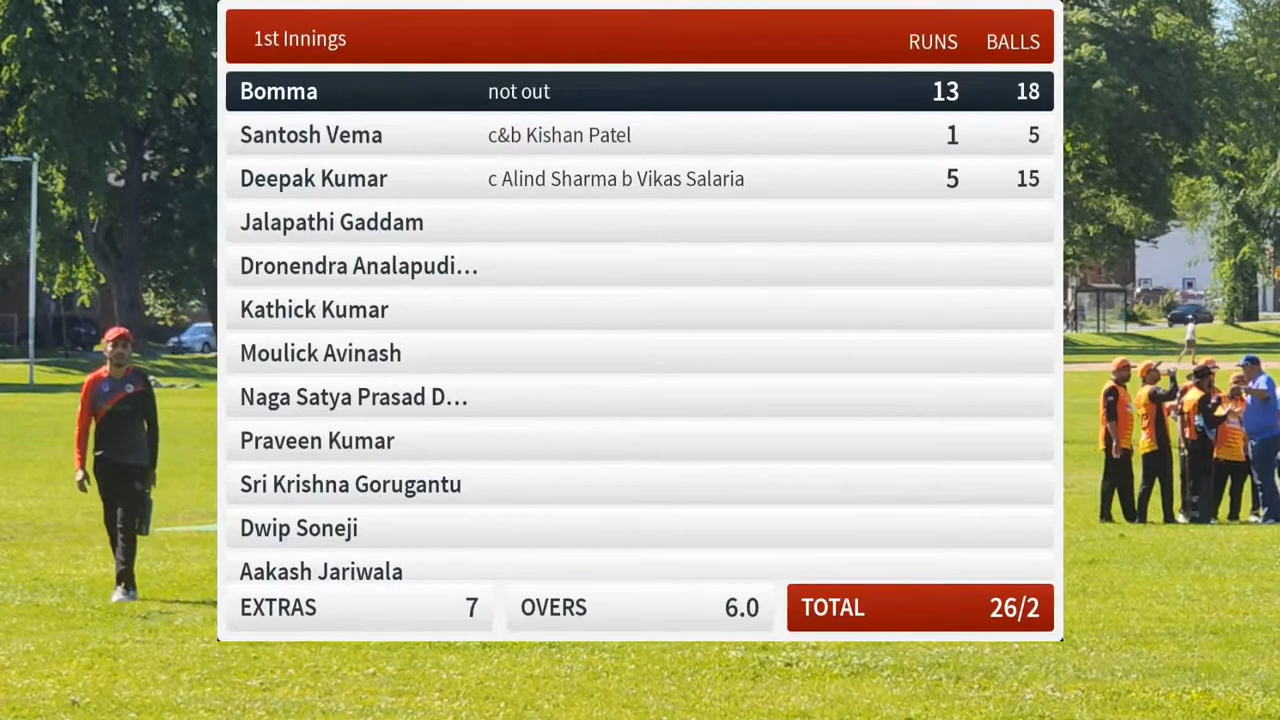 1st Innings RUNS BALLS
Bomma not out 13 18
Santosh Vema c&b Kishan Patel 1 5
Deepak Kumar c Alind Sharma b Vikas Salaria 5 15
Jalapathi Gaddam
Dronendra Analapudi...
Kathick Kumar
Moulick Avinash
Naga Satya Prasad D...
Praveen Kumar
Sri Krishna Gorugantu
Dwip Soneji
Aakash Jariwala
EXTRAS 7 OVERS 6.0 TOTAL 26/2